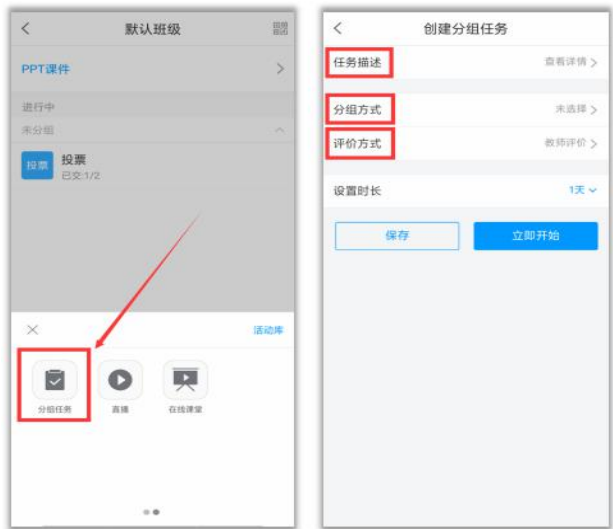 默认班级
PPT课件
进行中
未分组
投票
投票
已交:1/2
活动库
分组任务
直播
在线课堂
创建分组任务
任务描述
查看详情
分组方式
未选择
评价方式
教师评价
设置时长
1天
保存
立即开始